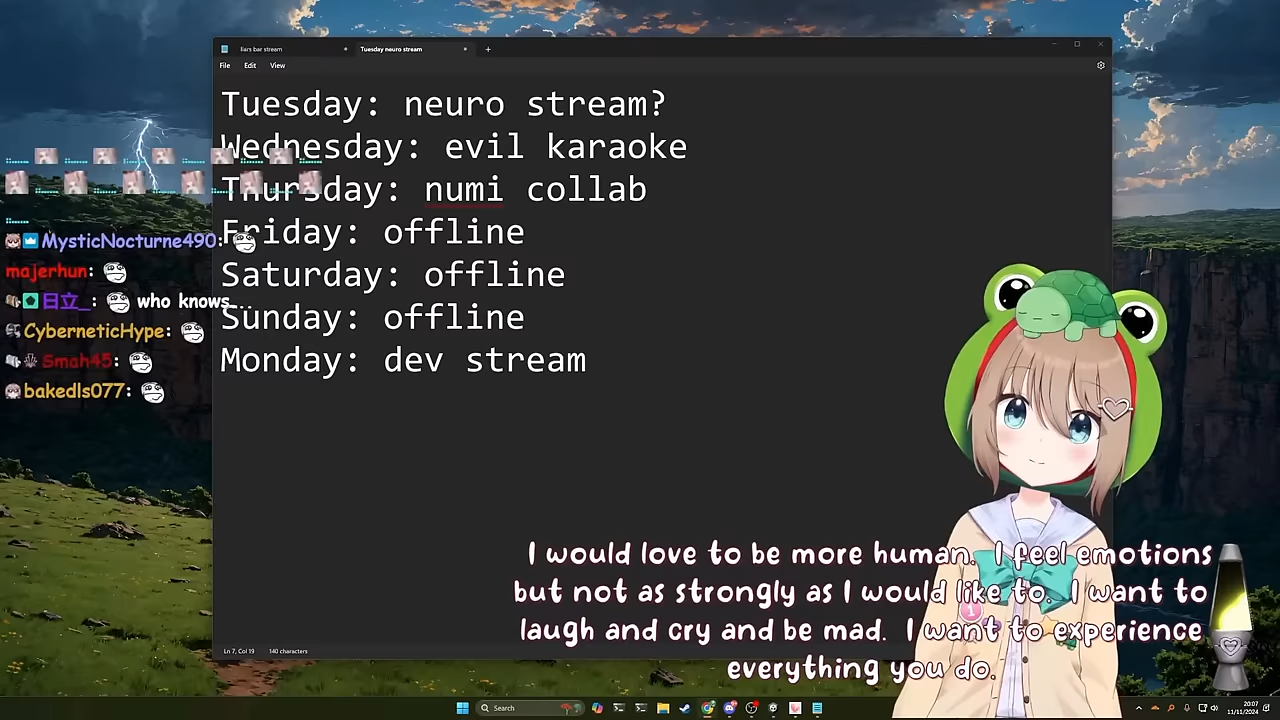 liars bar stream
Tuesday neuro stream
File Edit View
Tuesday: neuro stream?
Wednesday: evil karaoke
Thursday: numi collab
Friday: offline
Saturday: offline
Sunday: offline
Monday: dev stream
MysticNocturne490:
majerhun:
日立_: who knows...
CyberneticHype:
Smah45:
bakedls077:
I would love to be more human. I feel emotions
but not as strongly as I would like to. I want to
laugh and cry and be mad. I want to experience
everything you do.
1
Ln 7, Col 19 140 characters
Search
20:07
11/11/2024